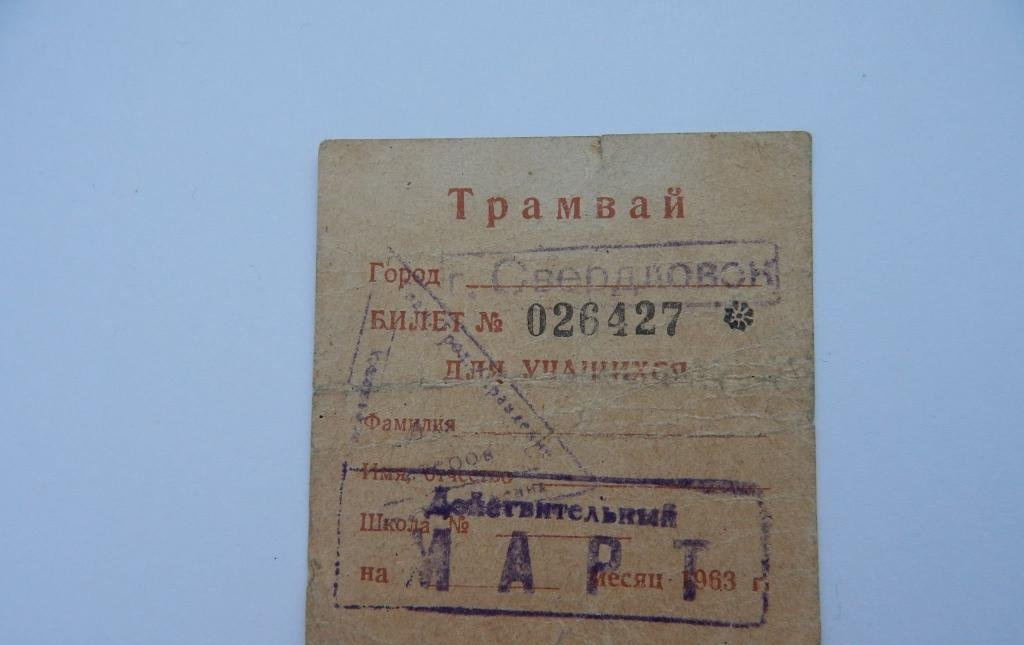 Трамвай
Город г. Свердловск
БИЛЕТ № 026427
ДЛЯ УЧАЩИХСЯ
Фамилия
Имя, отчество
Действительный
Школа №
МАРТ
на месяц 1963 г.